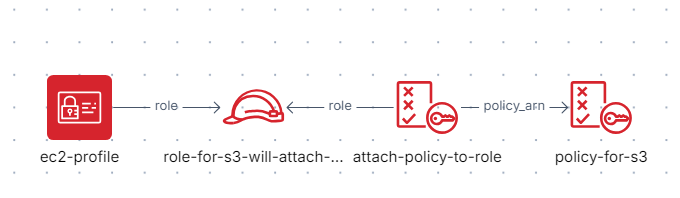 role
role
policy_arn
ec2-profile
role-for-s3-will-attach-...
attach-policy-to-role
policy-for-s3